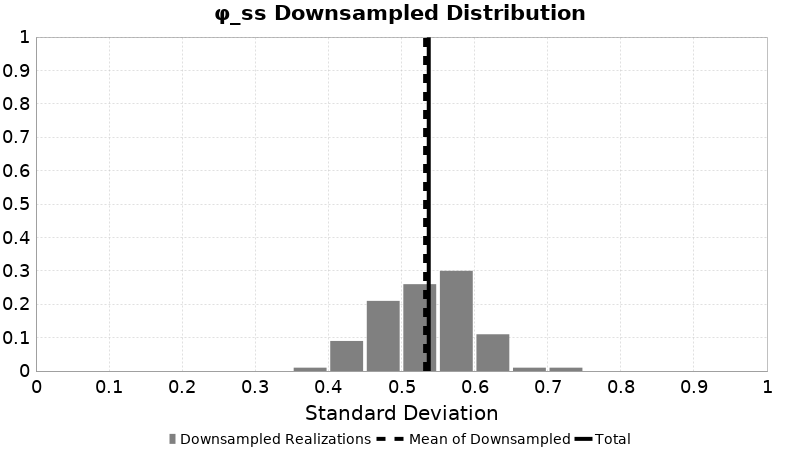 φ_ss Downsampled Distribution
1
0.9
0.8
0.7
0.6
0.5
0.4
0.3
0.2
0.1
0
0 0.1 0.2 0.3 0.4 0.5 0.6 0.7 0.8 0.9 1
Standard Deviation
Downsampled Realizations Mean of Downsampled Total